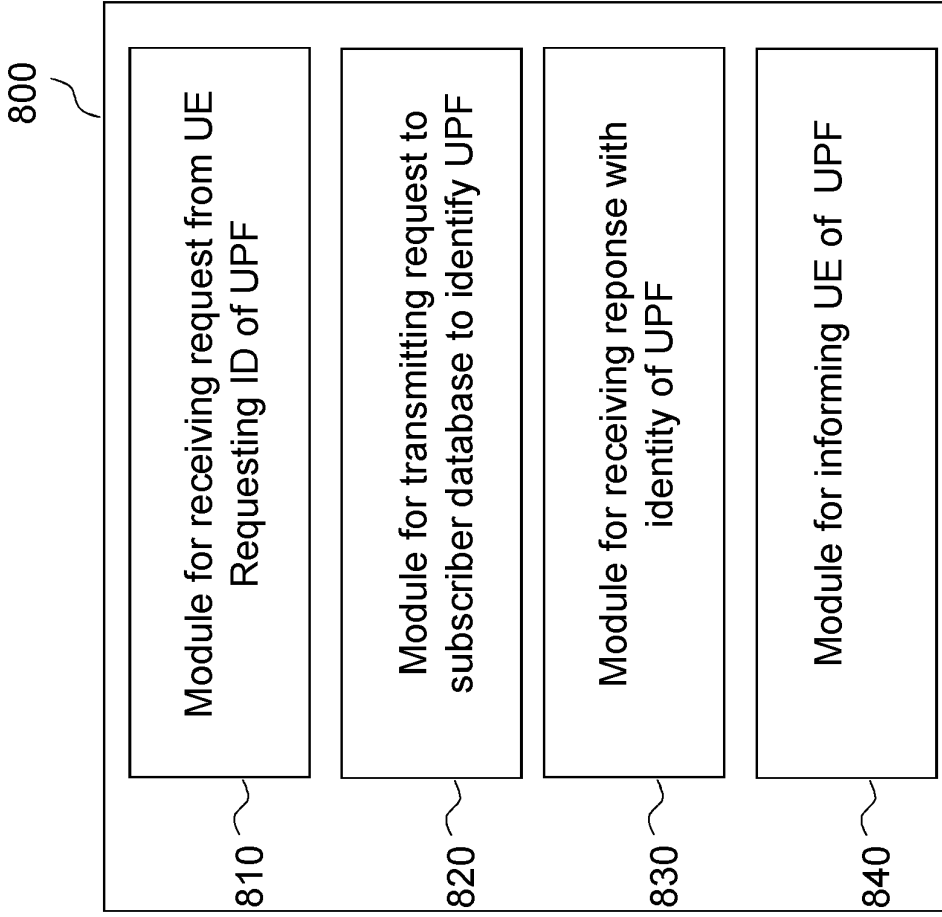 800
810
Module for receiving request from UE
Requesting ID of UPF
820
Module for transmitting request to
subscriber database to identify UPF
830
Module for receiving reponse with
identity of UPF
840
Module for informing UE of UPF